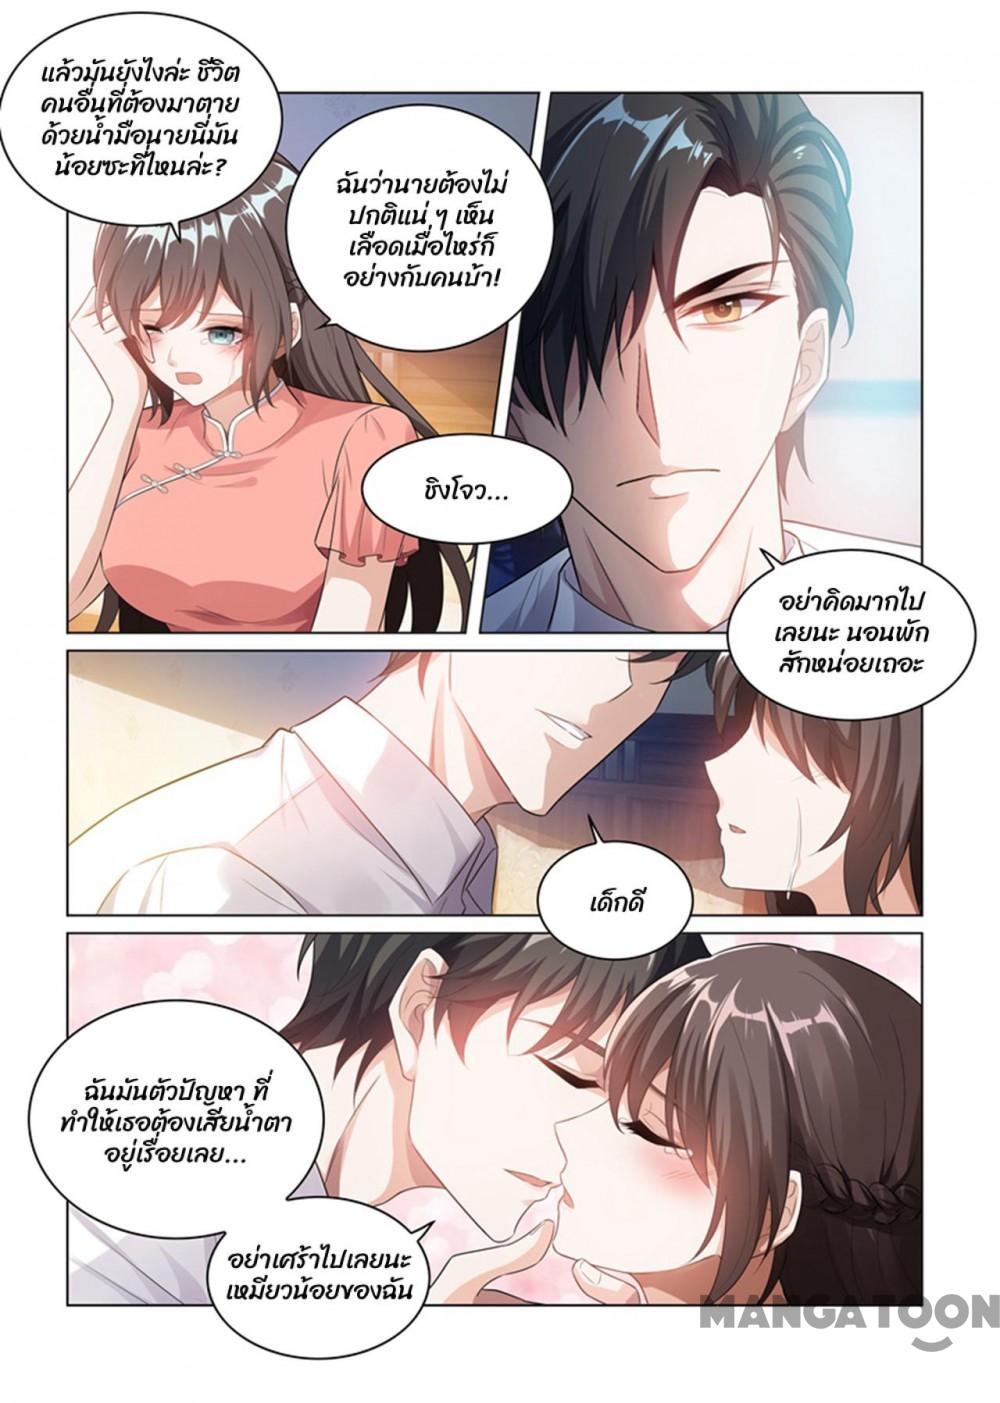 แล้วมันยังไงล่ะ ชีวิต
คนอื่นที่ต้องมาตาย
ด้วยน้ำมือนายนี่มัน
น้อยซะที่ไหนล่ะ?
ฉันว่านายต้องไม่
ปกติแน่ ๆ เห็น
เลือดเมื่อไหร่ก็
อย่างกับคนบ้า!
ชิงโจว...
อย่าคิดมากไป
เลยนะ นอนพัก
สักหน่อยเถอะ
เด็กดี
ฉันมันตัวปัญหา ที่
ทำให้เธอต้องเสียน้ำตา
อยู่เรื่อยเลย...
อย่าเศร้าไปเลยนะ
เหมียวน้อยของฉัน
MANGATOON